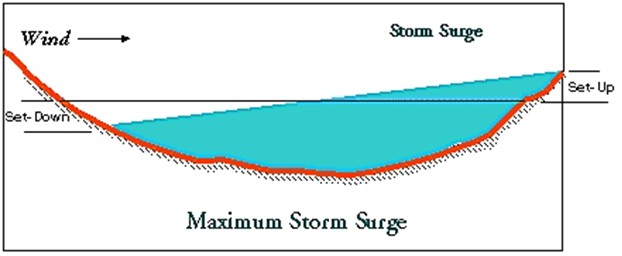 Wind
Storm Surge
Set-Up
Set-Down
Maximum Storm Surge